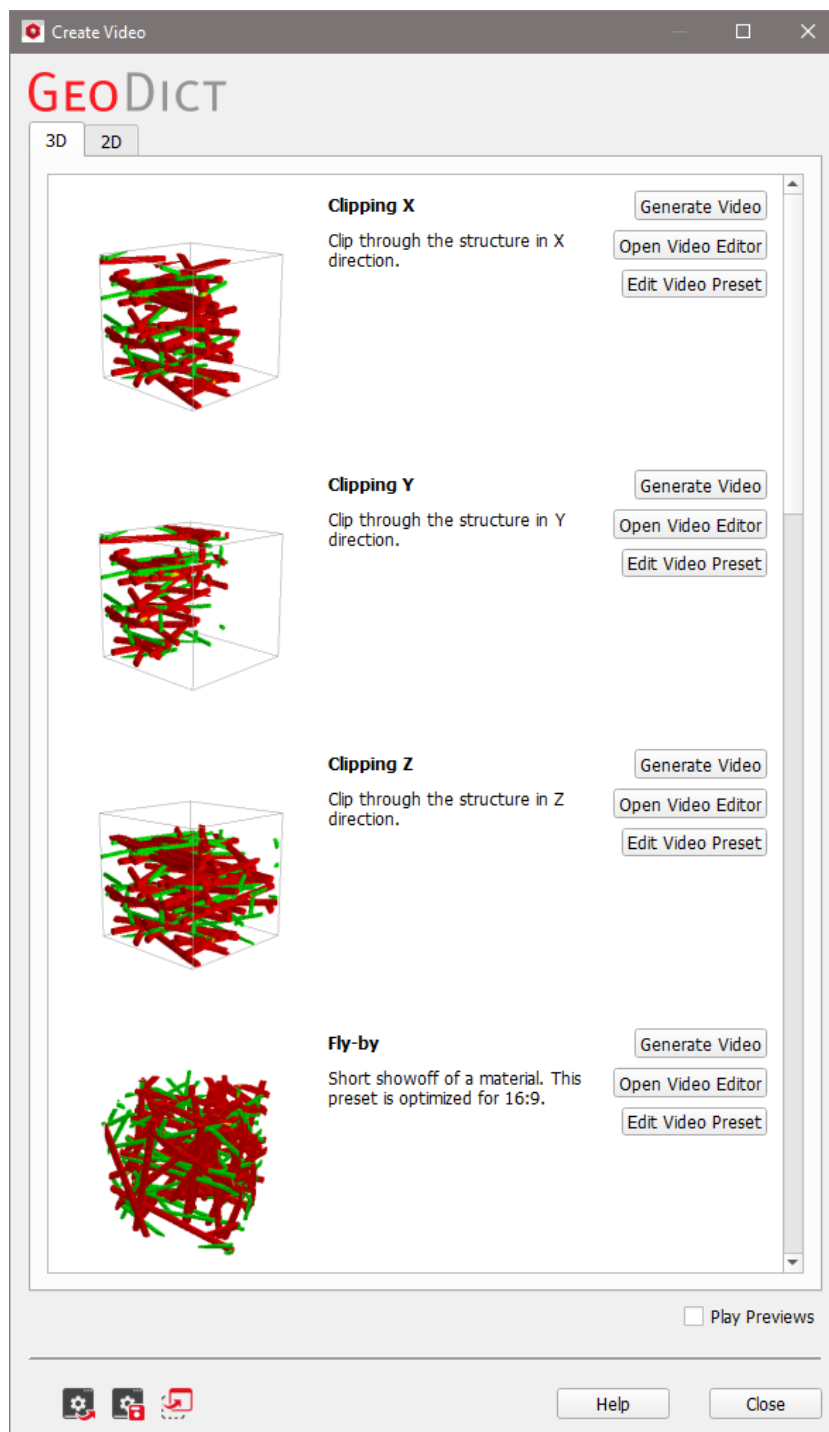 Create Video
GEODICT
3D
2D
Clipping X
Generate Video
Clip through the structure in X
direction.
Open Video Editor
Edit Video Preset
Clipping Y
Generate Video
Clip through the structure in Y
direction.
Open Video Editor
Edit Video Preset
Clipping Z
Generate Video
Clip through the structure in Z
direction.
Open Video Editor
Edit Video Preset
Fly-by
Generate Video
Short showoff of a material. This
preset is optimized for 16:9.
Open Video Editor
Edit Video Preset
Play Previews
Help
Close